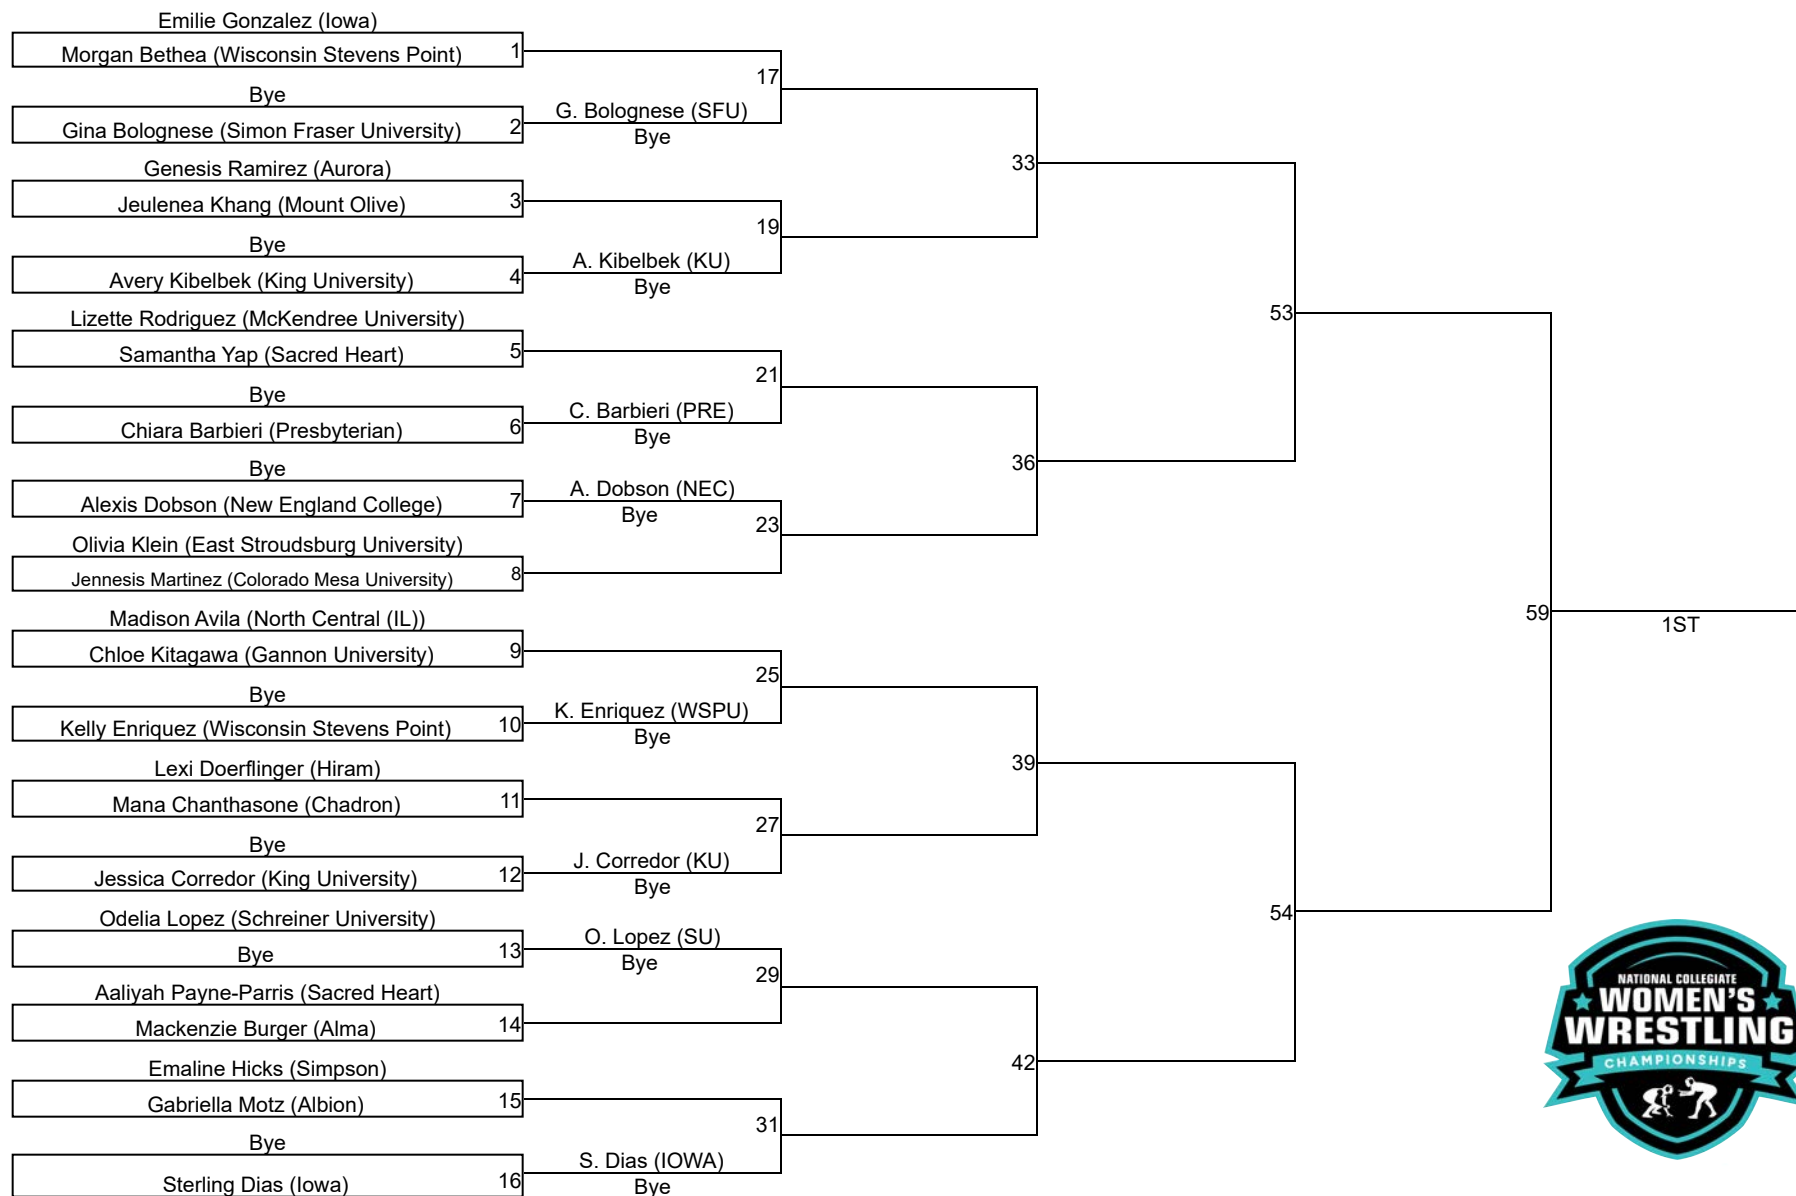 Emilie Gonzalez (Iowa)
Morgan Bethea (Wisconsin Stevens Point) 1
17
Bye
G. Bolognese (SFU)
Gina Bolognese (Simon Fraser University) 2
Bye
Genesis Ramirez (Aurora)
33
Jeulenea Khang (Mount Olive) 3
19
Bye
A. Kibelbek (KU)
Avery Kibelbek (King University) 4
Bye
Lizette Rodriguez (McKendree University)
53
Samantha Yap (Sacred Heart) 5
21
Bye
C. Barbieri (PRE)
Chiara Barbieri (Presbyterian) 6
Bye
Bye
36
Alexis Dobson (New England College) 7
A. Dobson (NEC)
Bye
23
Olivia Klein (East Stroudsburg University)
Jennesis Martinez (Colorado Mesa University) 8
Madison Avila (North Central (IL))
59
1ST
Chloe Kitagawa (Gannon University) 9
25
Bye
K. Enriquez (WSPU)
Kelly Enriquez (Wisconsin Stevens Point) 10
Bye
Lexi Doerflinger (Hiram)
39
Mana Chanthasone (Chadron) 11
27
Bye
J. Corredor (KU)
Jessica Corredor (King University) 12
Bye
Odelia Lopez (Schreiner University)
54
O. Lopez (SU)
Bye 13
Bye
29
Aaliyah Payne-Parris (Sacred Heart)
Mackenzie Burger (Alma) 14
Emaline Hicks (Simpson)
42
Gabriella Motz (Albion) 15
31
Bye
S. Dias (IOWA)
Sterling Dias (Iowa) 16
Bye
NATIONAL COLLEGIATE
WOMEN'S
WRESTLING
CHAMPIONSHIPS